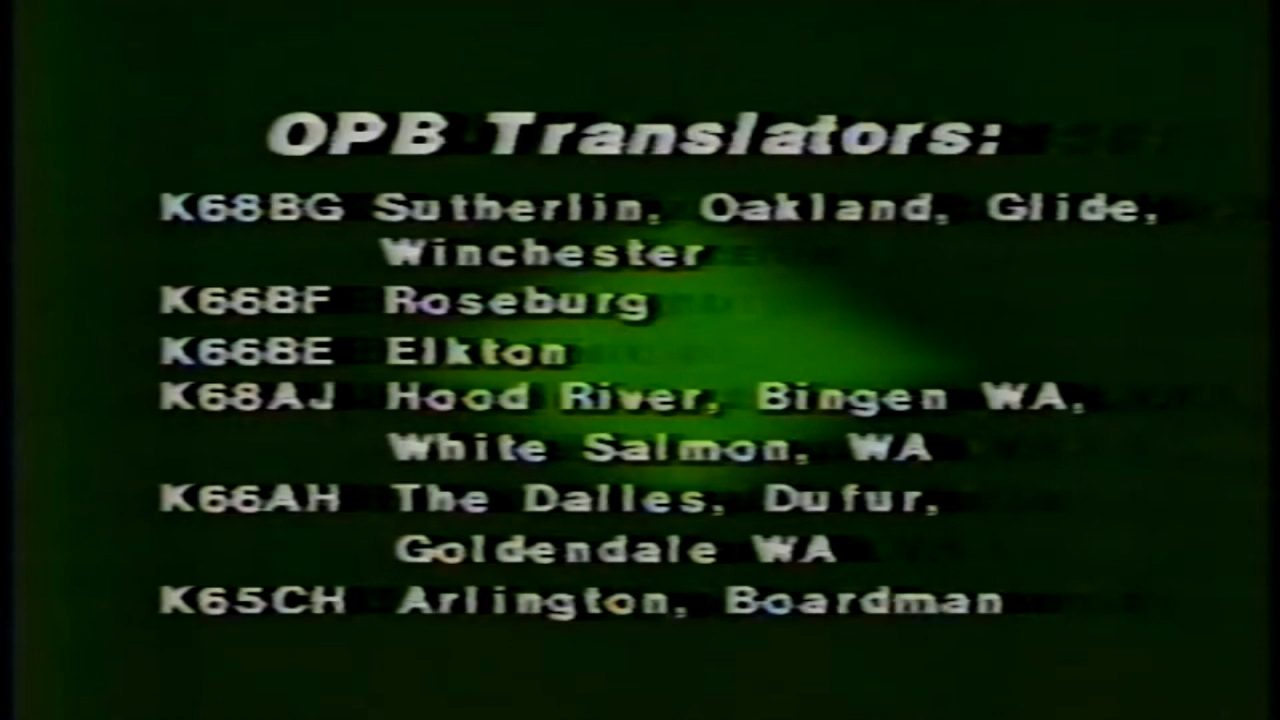 OPB Translators:
K68BG Sutherlin, Oakland, Glide,
Winchester
K66BF Roseburg
K66BE Elkton
K68AJ Hood River, Bingen WA,
White Salmon, WA
K66AH The Dalles, Dufur,
Goldendale WA
K65CH Arlington, Boardman